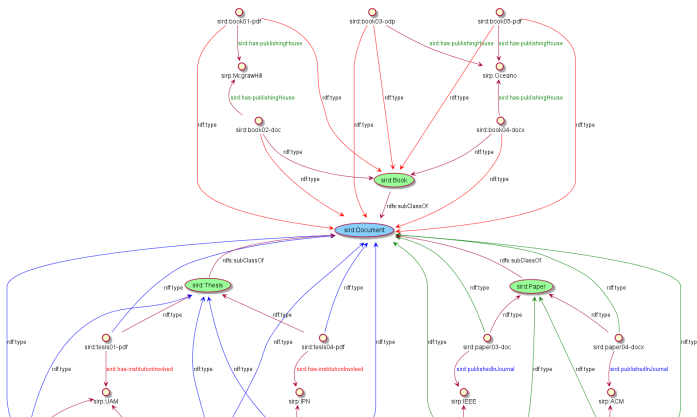 sird:book01-pdf
sird:book03-odp
sird:book05-pdf
sird:has-publishingHouse
sird:has-publishingHouse
sird:has-publishingHouse
sirp:McgrawHill
sirp:Oceano
sird:has-publishingHouse
sird:has-publishingHouse
rdf:type
rdf:type
rdf:type
rdf:type
rdf:type
rdf:type
sird:book02-doc
sird:book04-docx
rdf:type
rdf:type
rdf:type
rdf:type
sird:Book
rdfs:subClassOf
sird:Document
rdfs:subClassOf
rdfs:subClassOf
sird:Thesis
sird:Paper
rdf:type
rdf:type
rdf:type
rdf:type
rdf:type
rdf:type
rdf:type
rdf:type
sird:tesis01-pdf
sird:tesis04-pdf
sird:paper03-doc
sird:paper04-docx
rdf:type
rdf:type
rdf:type
rdf:type
rdf:type
rdf:type
rdf:type
rdf:type
rdf:type
sird:has-institutionInvolved
sird:has-institutionInvolved
sird:publishedInJournal
sird:publishedInJournal
sirp:UAM
sirp:IPN
sirp:IEEE
sirp:ACM